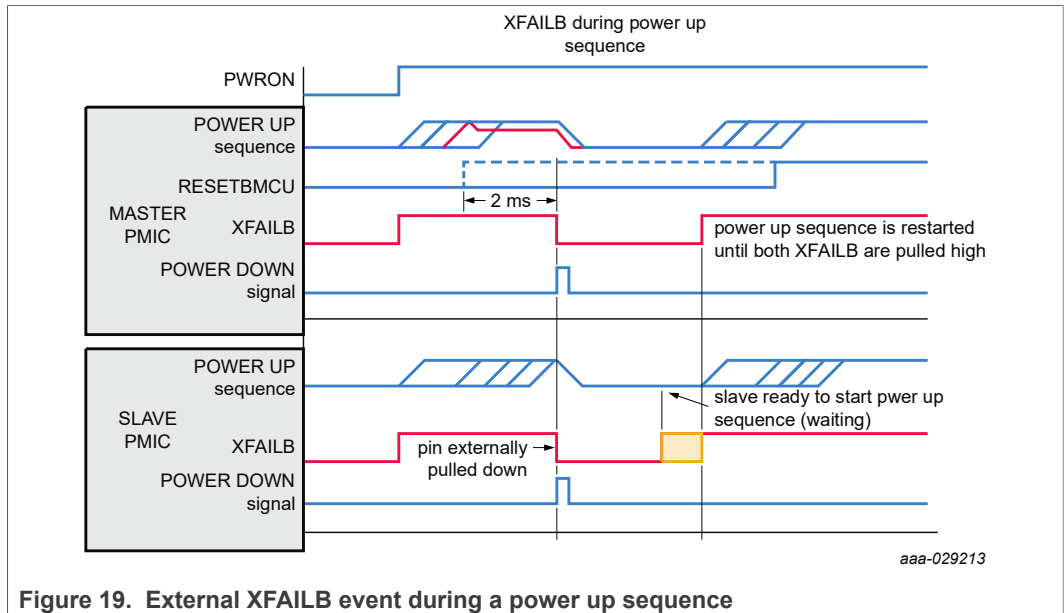 XFAILB during power up
sequence
PWRON
POWER UP
sequence
RESETBMCU
2 ms
MASTER
PMIC
XFAILB
power up sequence is restarted
until both XFAILB are pulled high
POWER DOWN
signal
POWER UP
sequence
slave ready to start pwer up
sequence (waiting)
SLAVE
PMIC
XFAILB
pin externally
pulled down
POWER DOWN
signal
aaa-029213
Figure 19. External XFAILB event during a power up sequence